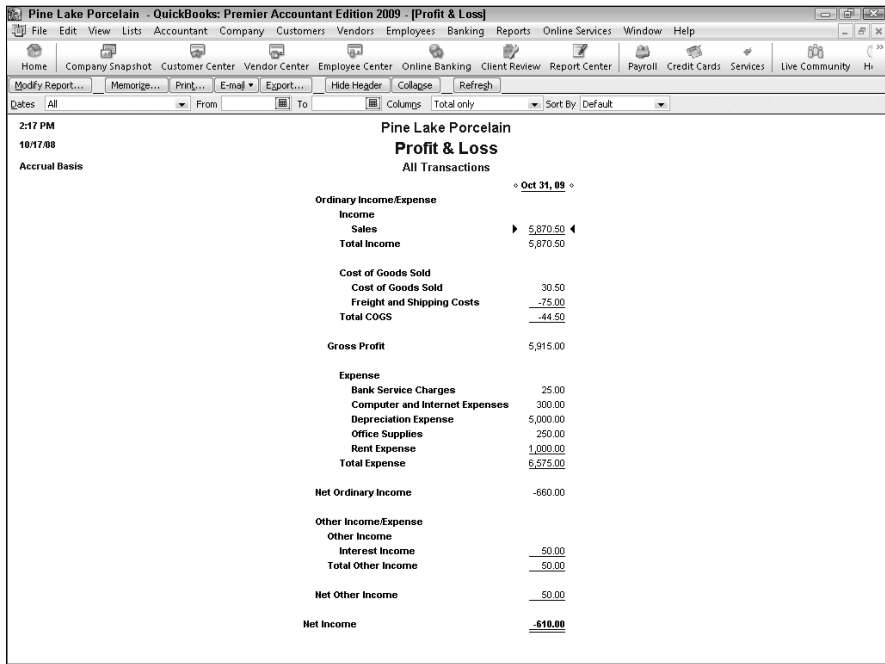 Pine Lake Porcelain - QuickBooks: Premier Accountant Edition 2009 - [Profit & Loss]
File Edit View Lists Accountant Company Customers Vendors Employees Banking Reports Online Services Window Help
Home Company Snapshot Customer Center Vendor Center Employee Center Online Banking Client Review Report Center Payroll Credit Cards Services Live Community
Modify Report... Memorize... Print... E-mail Export... Hide Header Collapse Refresh
Dates All From To Columns Total only Sort By Default
2:17 PM
Pine Lake Porcelain
10/17/08
Profit & Loss
Accrual Basis
All Transactions
Oct 31, 09
Ordinary Income/Expense
Income
Sales 5,870.50
Total Income 5,870.50
Cost of Goods Sold
Cost of Goods Sold 30.50
Freight and Shipping Costs -75.00
Total COGS -44.50
Gross Profit 5,915.00
Expense
Bank Service Charges 25.00
Computer and Internet Expenses 300.00
Depreciation Expense 5,000.00
Office Supplies 250.00
Rent Expense 1,000.00
Total Expense 6,575.00
Net Ordinary Income -660.00
Other Income/Expense
Other Income
Interest Income 50.00
Total Other Income 50.00
Net Other Income 50.00
Net Income -610.00